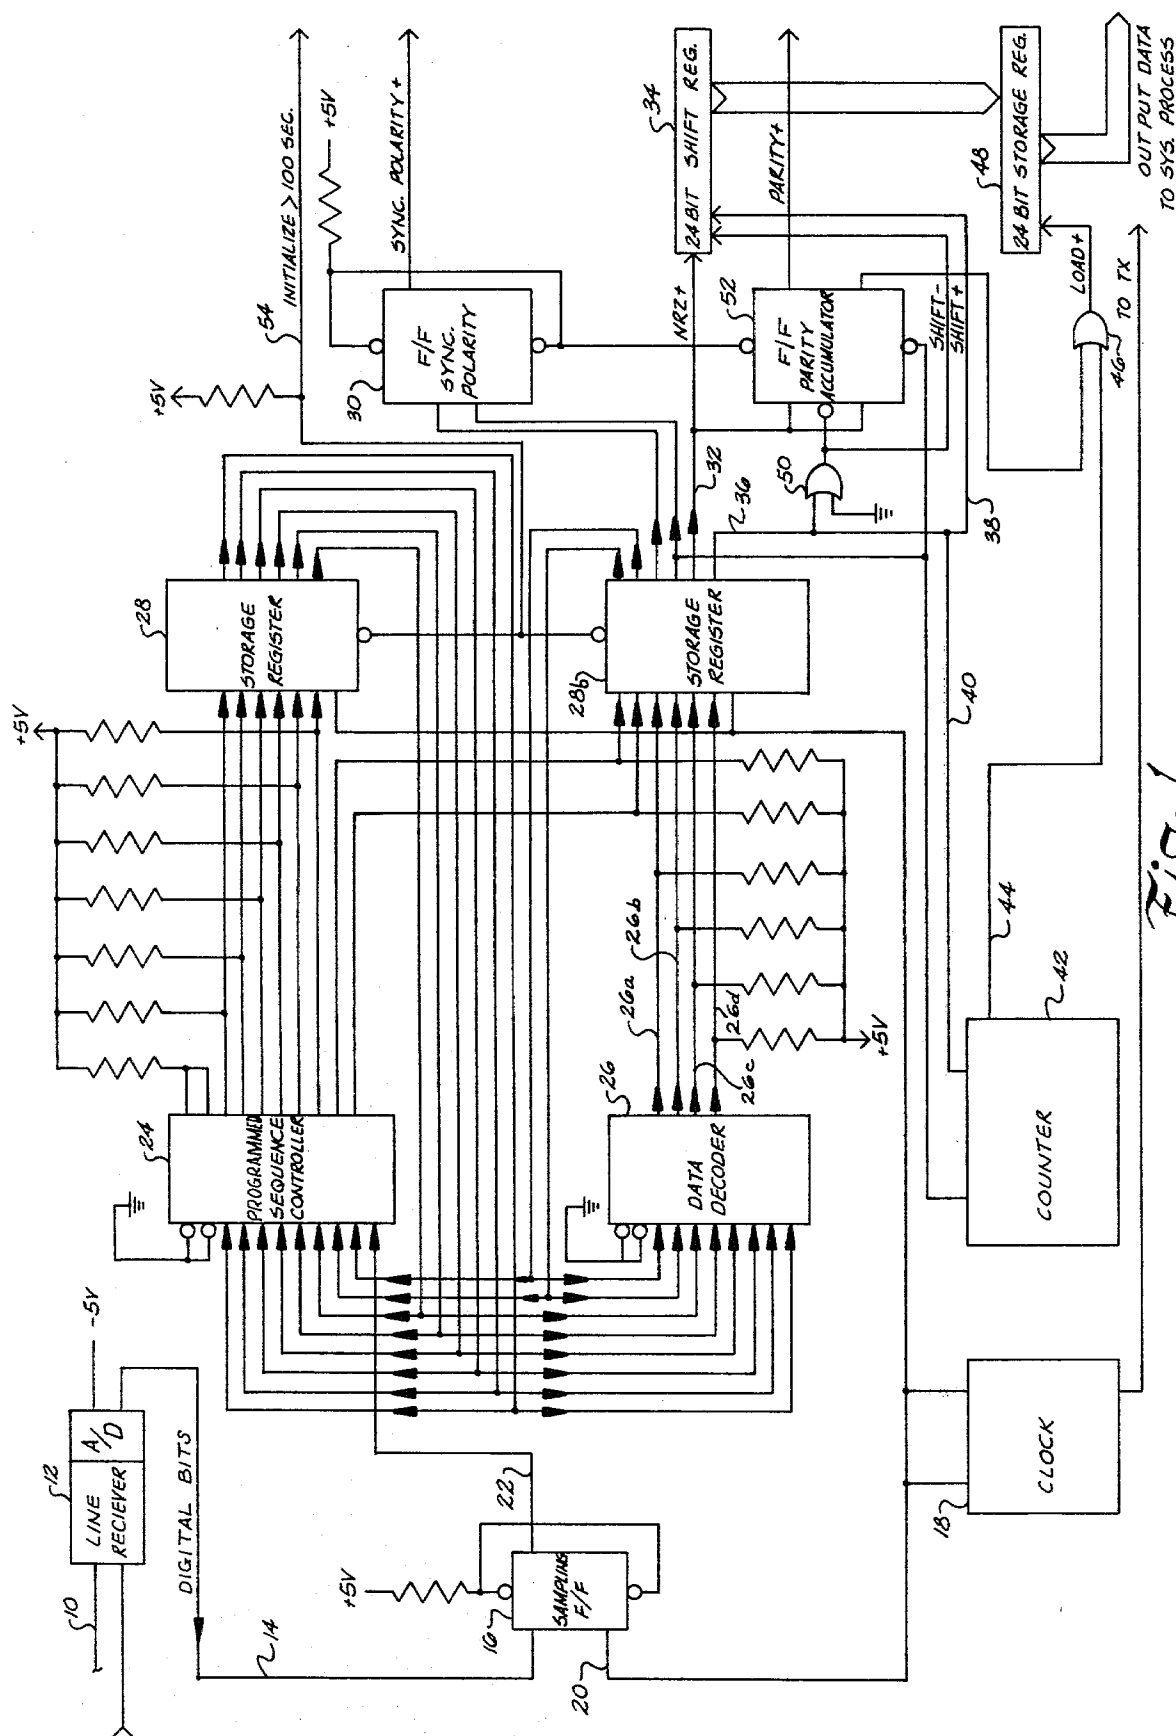 10
12
LINE
RECIEVER
A/D
-5V
DIGITAL BITS
14
+5V
16
SAMPLING
F/F
20
22
24
PROGRAMMED
SEQUENCE
CONTROLLER
+5V
28
STORAGE
REGISTER
+5V
54
INITIALIZE > 100 SEC.
+5V
30
F/F
SYNC.
POLARITY
SYNC. POLARITY+
26
DATA
DECODER
26a
26b
26c
26d
+5V
28b
STORAGE
REGISTER
32
36
50
NRZ+
52
F/F
PARITY
ACCUMULATOR
PARITY+
34
24 BIT SHIFT REG.
SHIFT-
SHIFT+
38
40
18
CLOCK
COUNTER
42
44
46
LOAD+
TO TX
48
24 BIT STORAGE REG.
OUT PUT DATA
TO SYS. PROCESS
Fig. 1